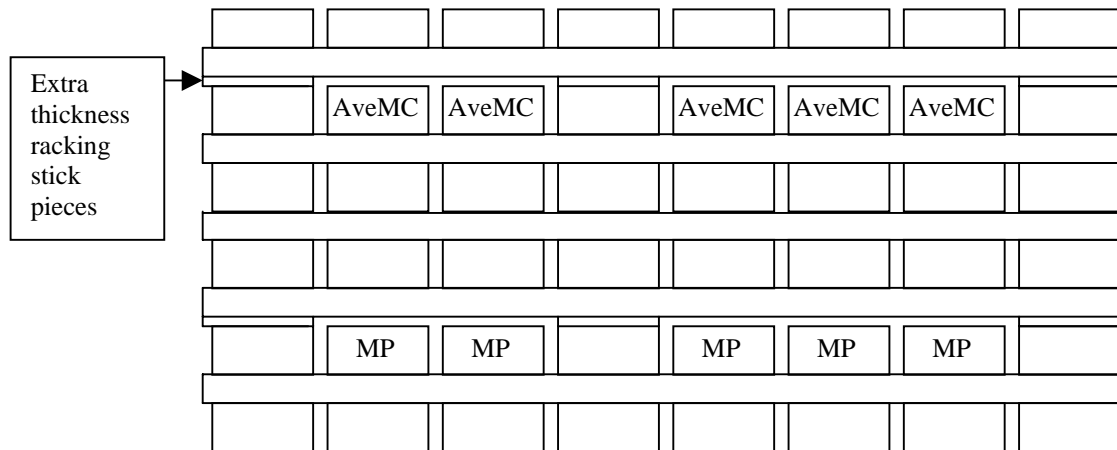 Extra
thickness
racking
stick
pieces
AveMC AveMC AveMC AveMC AveMC
MP MP MP MP MP